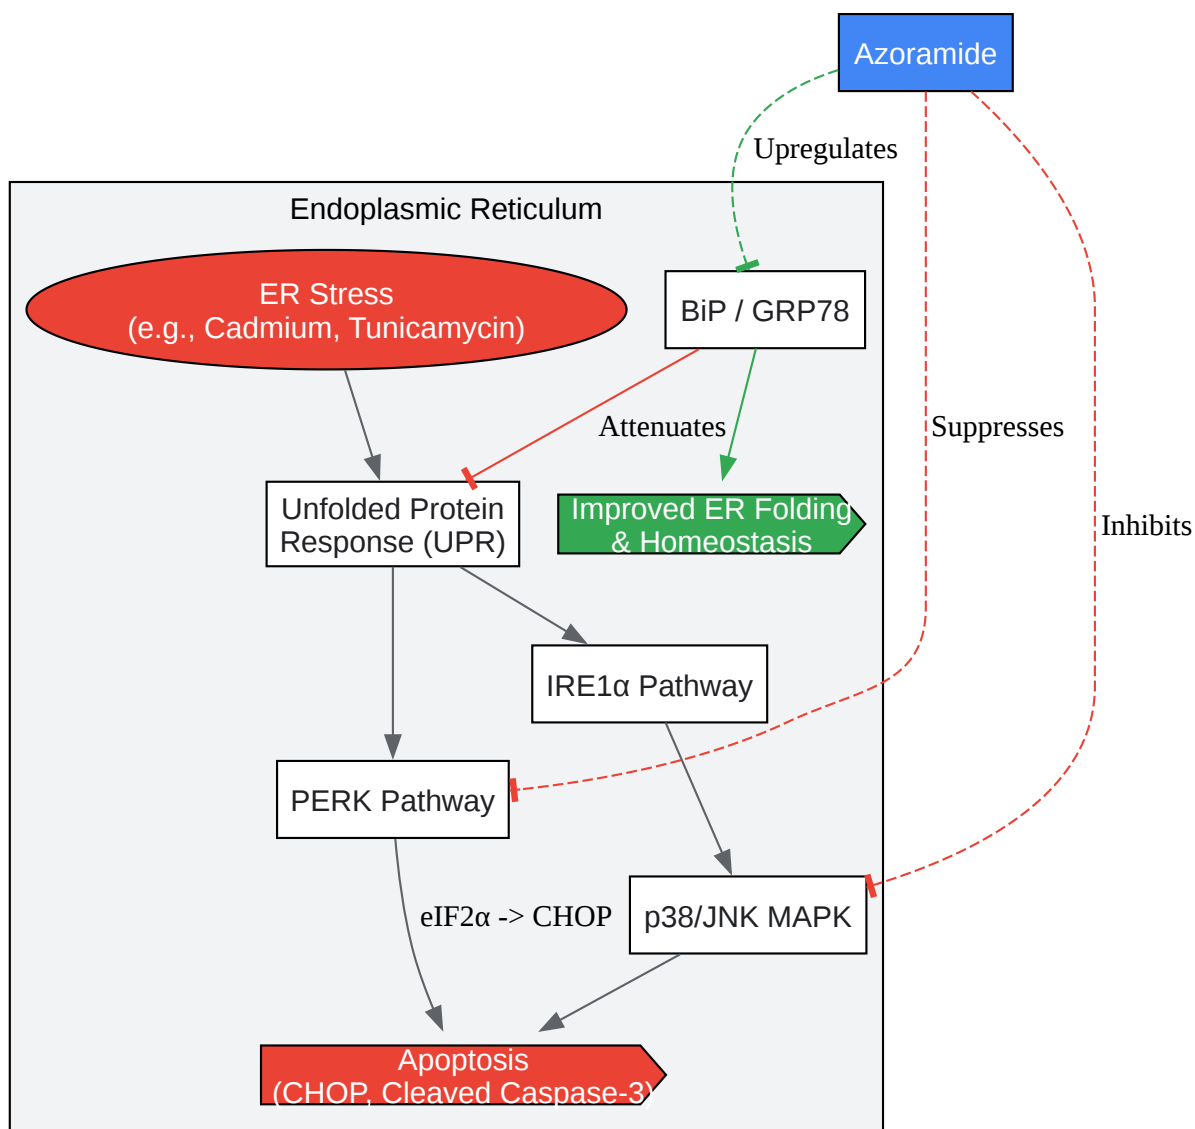 Azoramide
Upregulates
Endoplasmic Reticulum
ER Stress
(e.g., Cadmium, Tunicamycin)
BiP / GRP78
Attenuates
Suppresses
Unfolded Protein
Response (UPR)
Improved ER Folding
& Homeostasis
Inhibits
IRE1α Pathway
PERK Pathway
eIF2α -> CHOP
p38/JNK MAPK
Apoptosis
(CHOP, Cleaved Caspase-3)